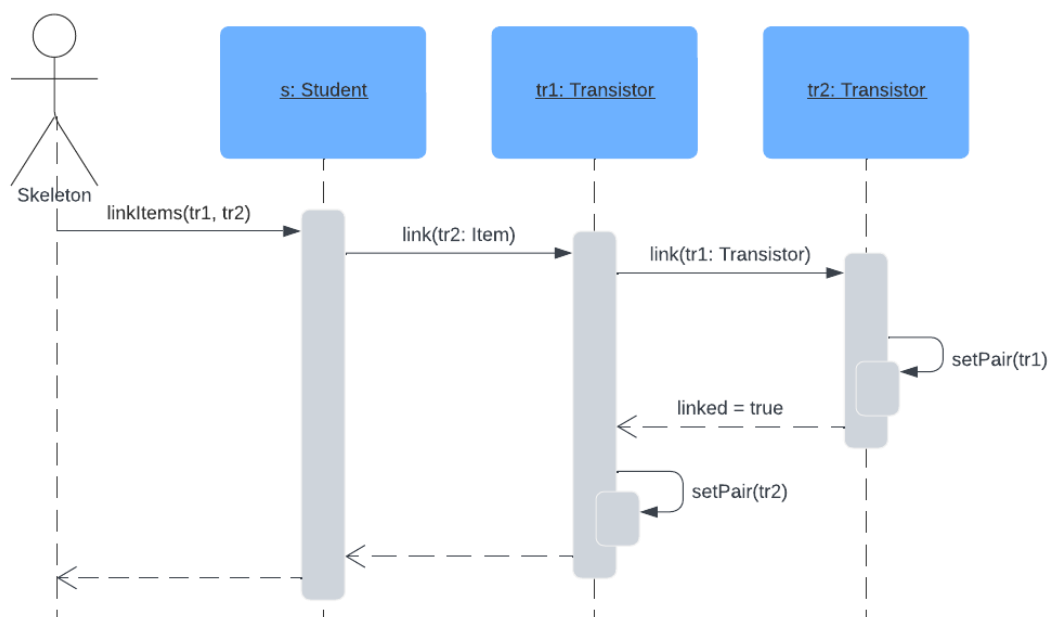 s: Student
tr1: Transistor
tr2: Transistor
Skeleton
linkItems(tr1, tr2)
link(tr2: Item)
link(tr1: Transistor)
setPair(tr1)
linked = true
setPair(tr2)